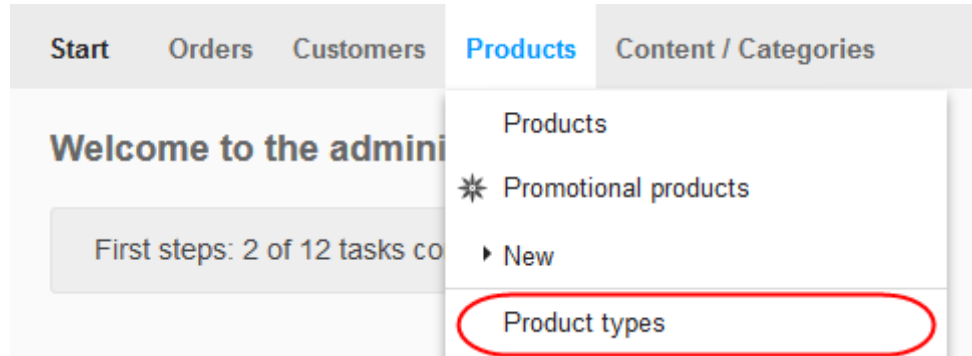 Start Orders Customers Products Content / Categories
Products
Welcome to the admini
Promotional products
First steps: 2 of 12 tasks co
New
Product types